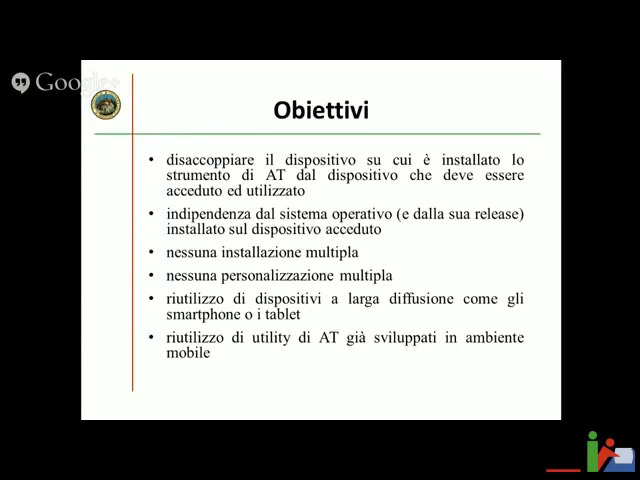 Google+
Obiettivi
• disaccoppiare il dispositivo su cui è installato lo
strumento di AT dal dispositivo che deve essere
acceduto ed utilizzato
• indipendenza dal sistema operativo (e dalla sua release)
installato sul dispositivo acceduto
• nessuna installazione multipla
• nessuna personalizzazione multipla
• riutilizzo di dispositivi a larga diffusione come gli
smartphone o i tablet
• riutilizzo di utility di AT già sviluppati in ambiente
mobile